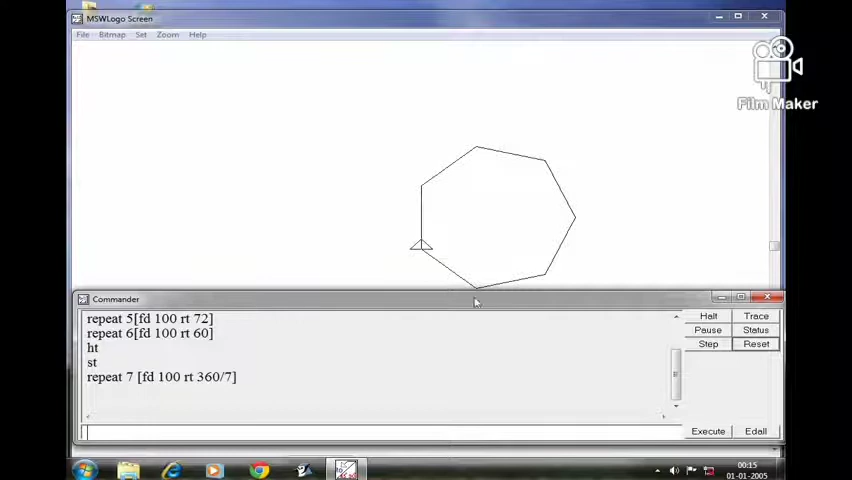 MSWLogo Screen
File Bitmap Set Zoom Help
Film Maker
Commander
repeat 5[fd 100 rt 72]
repeat 6[fd 100 rt 60]
ht
st
repeat 7 [fd 100 rt 360/7]
Halt Trace
Pause Status
Step Reset
Execute Edall
00:15
01-01-2005